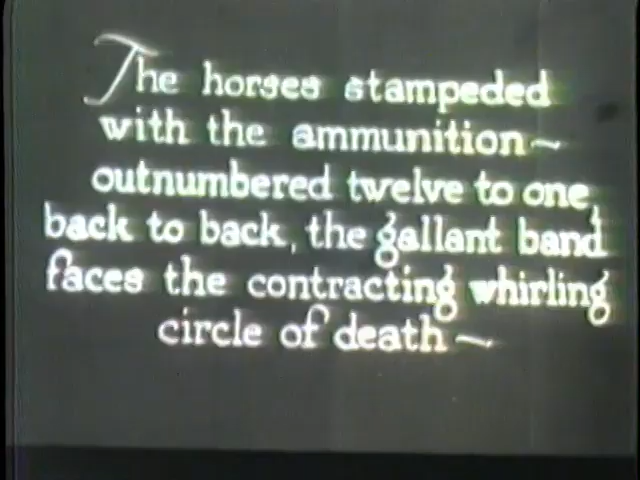 The horses stampeded
with the ammunition~
outnumbered twelve to one,
back to back, the gallant band
faces the contracting whirling
circle of death~